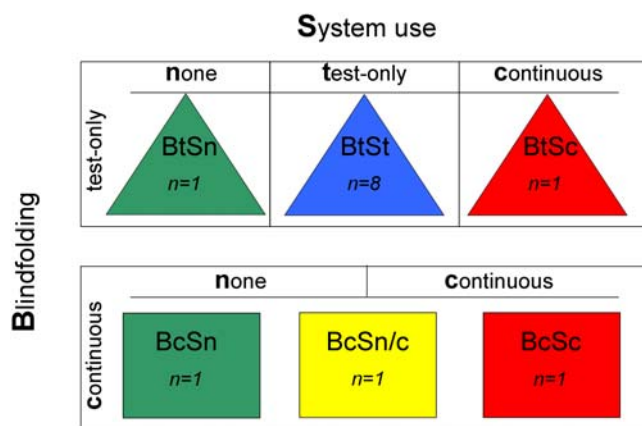 System use
none test-only continuous
test-only
BtSn BtSt BtSc
n=1 n=8 n=1
Blindfolding
none continuous
continuous
BcSn BcSn/c BcSc
n=1 n=1 n=1